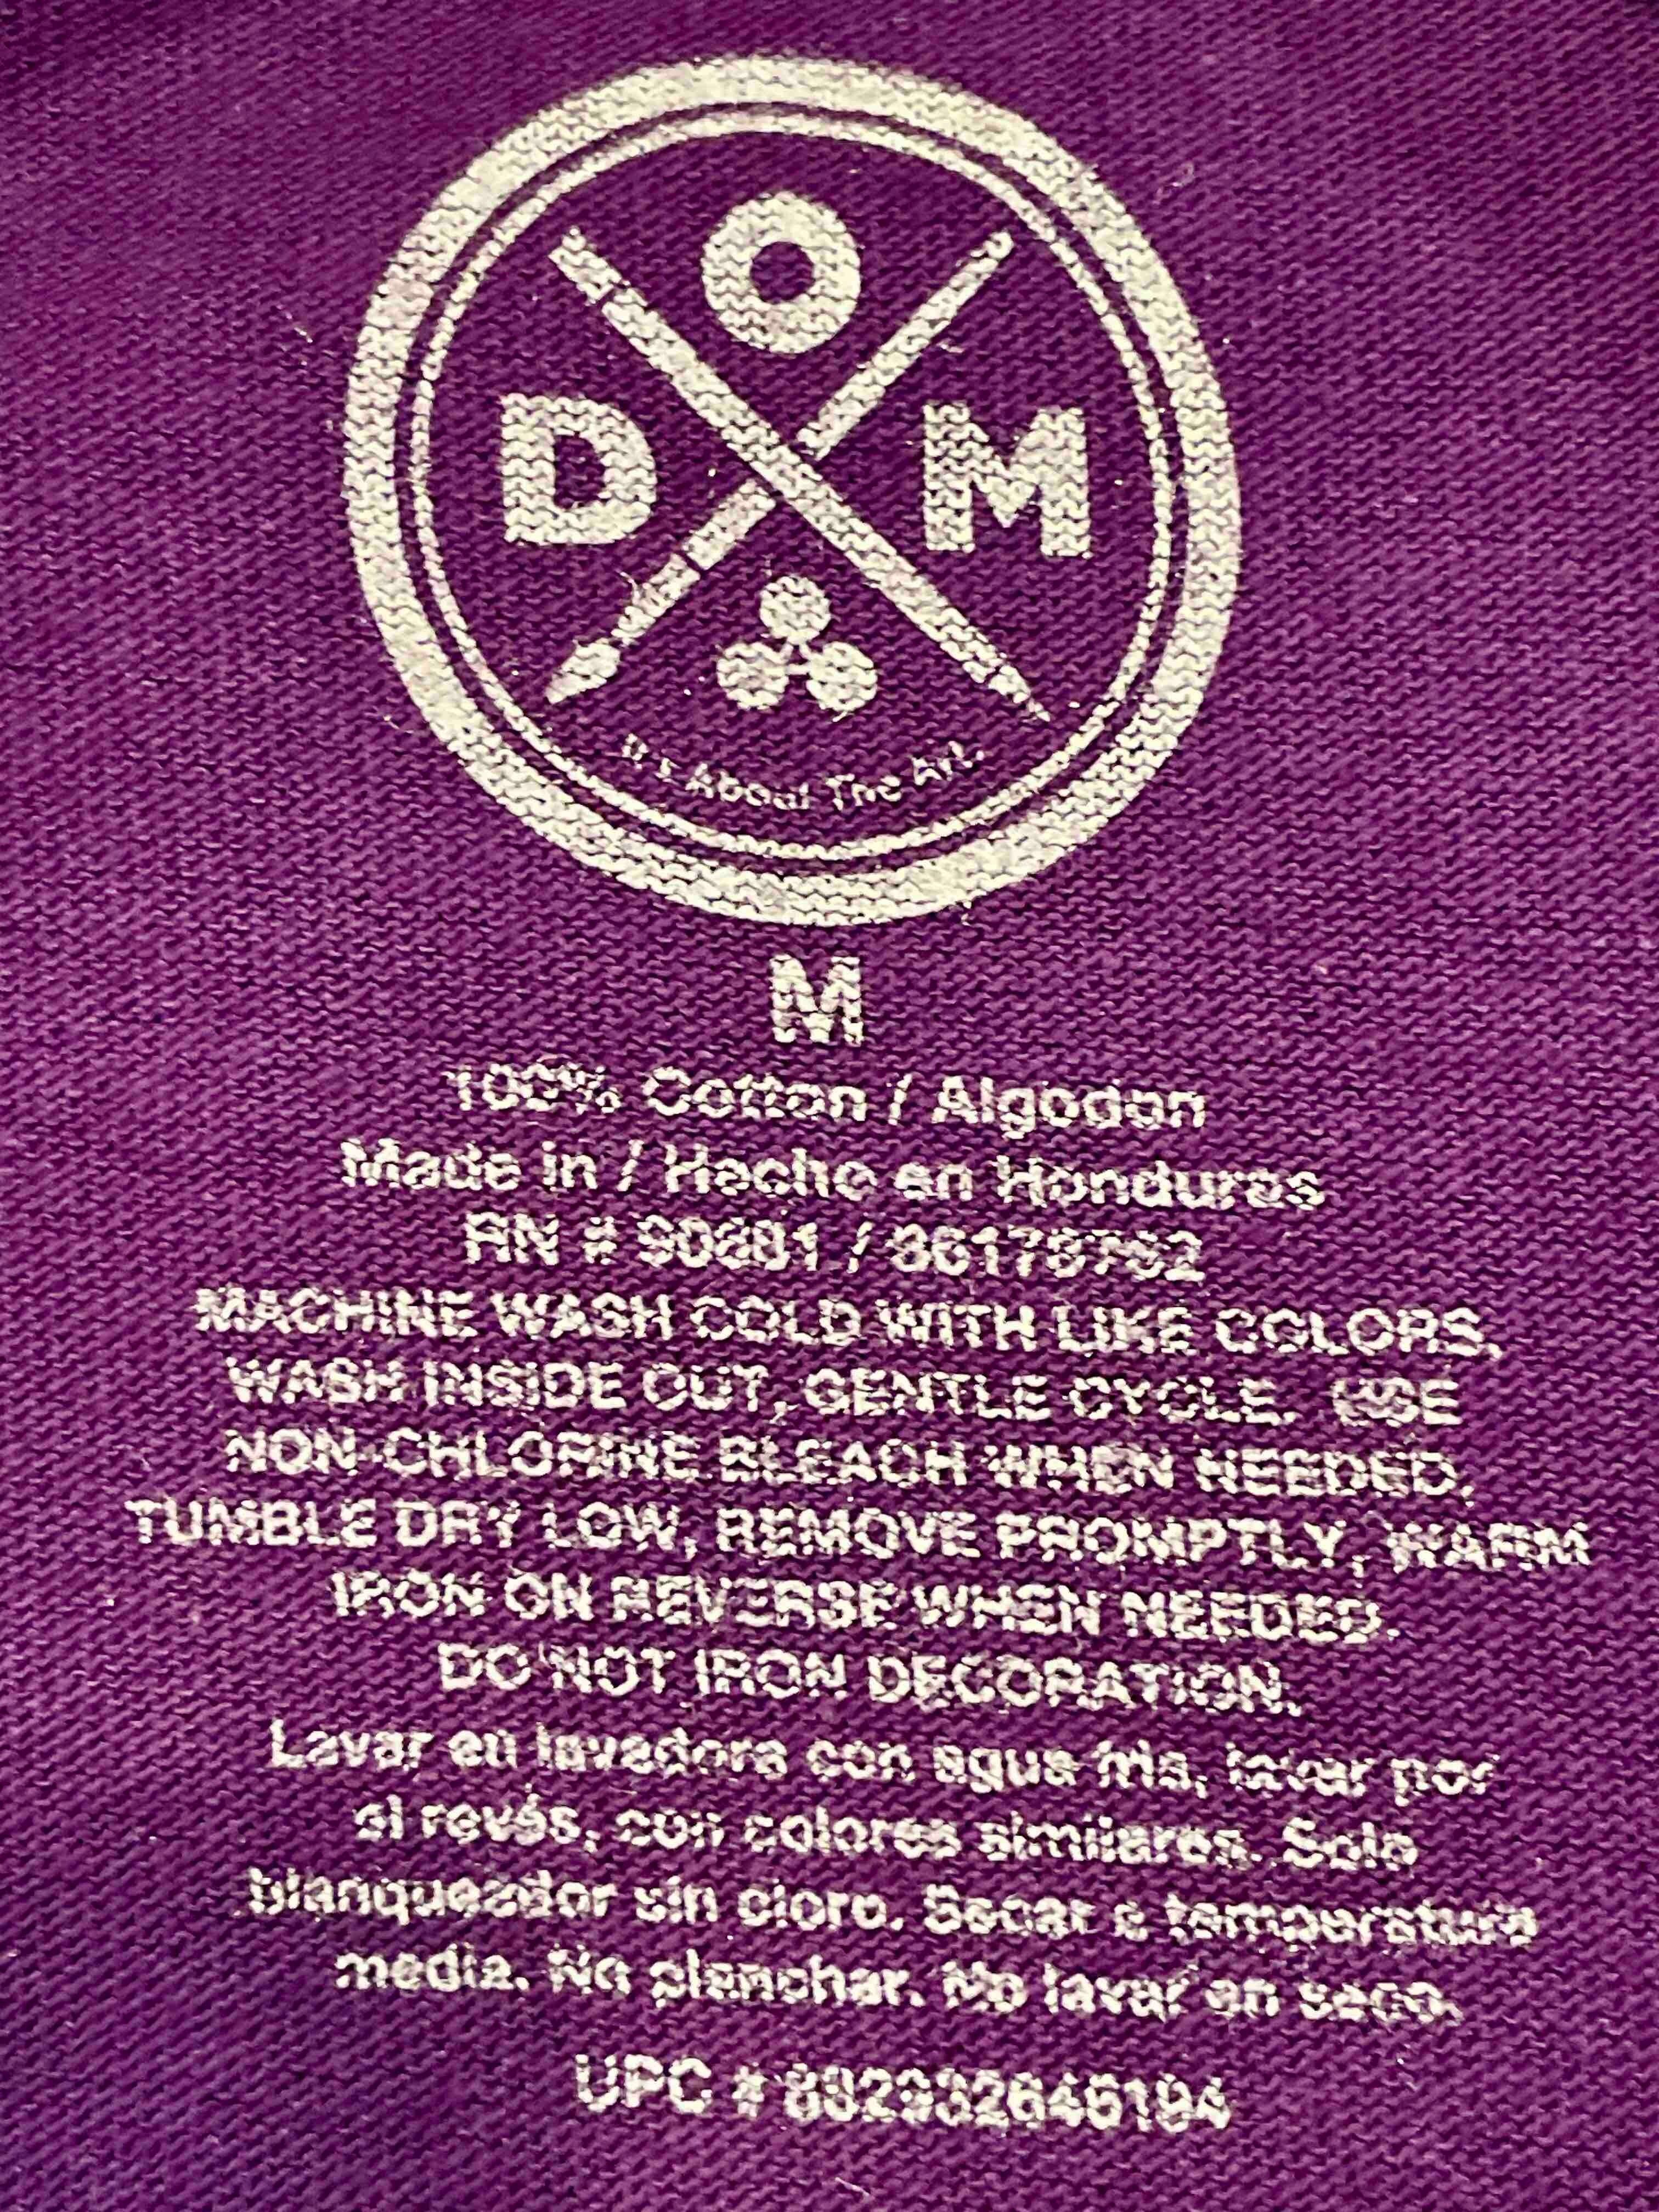 O
D M
It's About The Art.
M
100% Cotton / Algodon
Made in / Hecho en Honduras
RN #
MACHINE WASH COLD WITH LIKE COLORS,
WASH INSIDE OUT, GENTLE CYCLE. USE
NON-CHLORINE BLEACH WHEN NEEDED,
TUMBLE DRY LOW, REMOVE PROMPTLY, WARM
IRON ON REVERSE WHEN NEEDED.
DO NOT IRON DECORATION.
Lavar en lavadora con agua fria, lavar por
el revés, con colores similares. Solo
blanqueador sin cloro. Secar a temperatura
media. No planchar. No lavar en seco.
UPC #